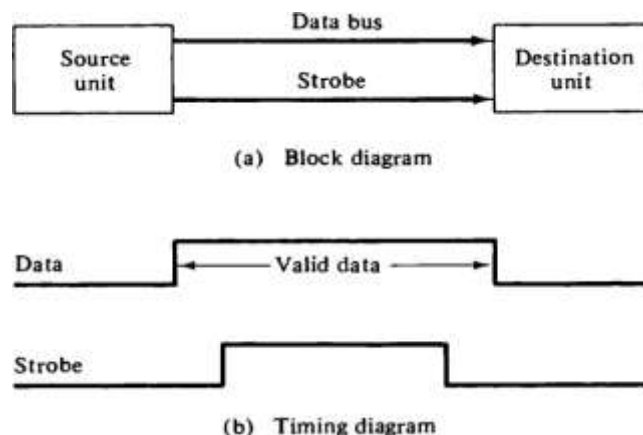 Data bus
Source unit
Destination unit
Strobe
(a) Block diagram
Data
Valid data
Strobe
(b) Timing diagram